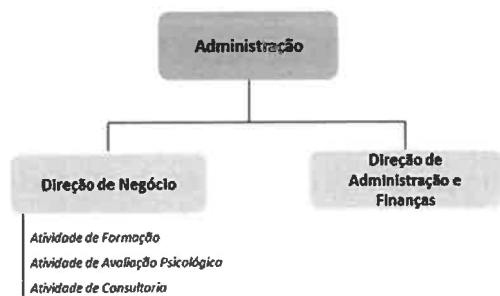 Administração
Direção de Negócio
Direção de
Administração e
Finanças
Atividade de Formação
Atividade de Avaliação Psicológica
Atividade de Consultoria